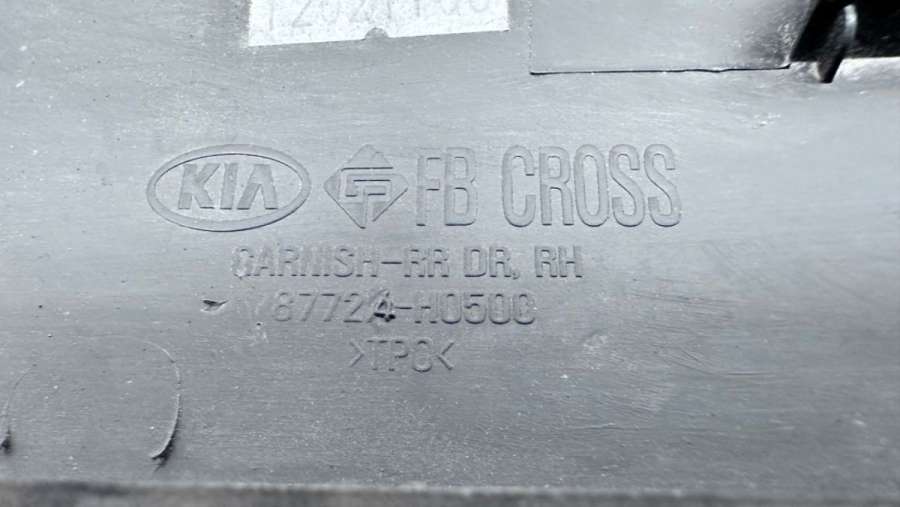 KIA FB CROSS
GARNISH-RR DR, RH
87724-H0500
>TPO<